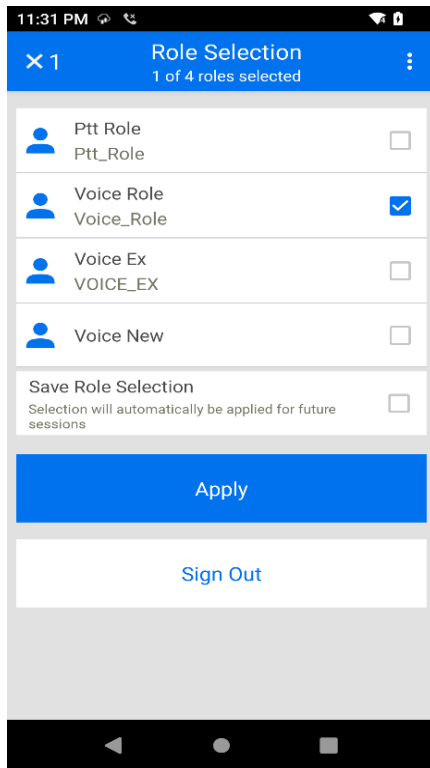 11:31 PM
× 1
Role Selection
1 of 4 roles selected
Ptt Role
Ptt_Role
Voice Role
Voice_Role
Voice Ex
VOICE_EX
Voice New
Save Role Selection
Selection will automatically be applied for future
sessions
Apply
Sign Out